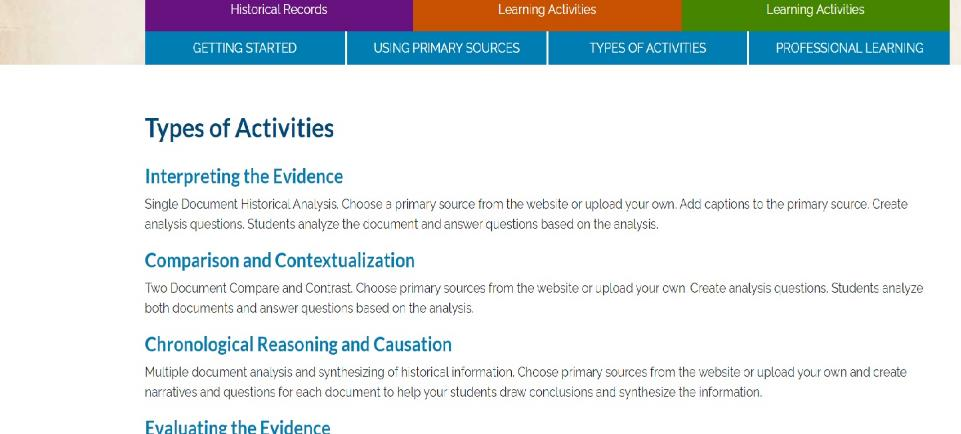 Historical Records
Learning Activities
Learning Activities
GETTING STARTED
USING PRIMARY SOURCES
TYPES OF ACTIVITIES
PROFESSIONAL LEARNING
Types of Activities
Interpreting the Evidence
Single Document Historical Analysis. Choose a primary source from the website or upload your own. Add captions to the primary source. Create
analysis questions. Students analyze the document and answer questions based on the analysis.
Comparison and Contextualization
Two Document Compare and Contrast. Choose primary sources from the website or upload your own. Create analysis questions. Students analyze
both documents and answer questions based on the analysis.
Chronological Reasoning and Causation
Multiple document analysis and synthesizing of historical information. Choose primary sources from the website or upload your own and create
narratives and questions for each document to help your students draw conclusions and synthesize the information.
Evaluating the Evidence